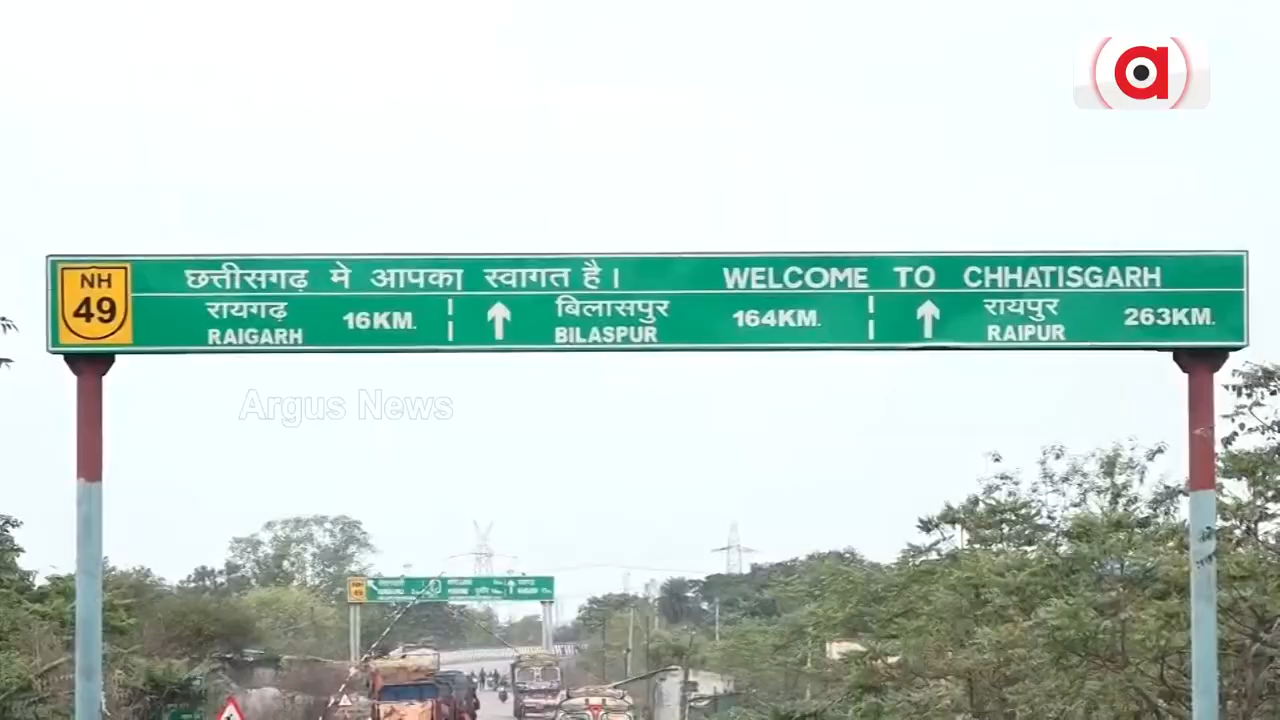 NH
49
छत्तीसगढ़ मे आपका स्वागत है। WELCOME TO CHHATISGARH
रायगढ़ 16KM. बिलासपुर 164KM. रायपुर 263KM.
RAIGARH BILASPUR RAIPUR
Argus News